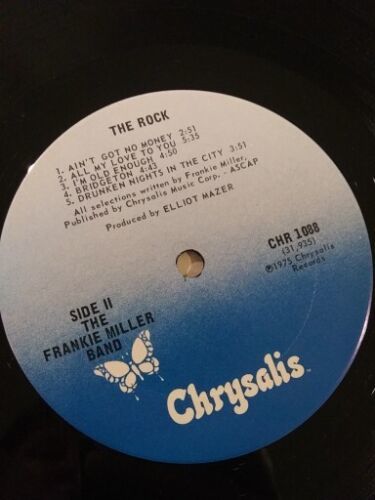 THE ROCK
1. AIN'T GOT NO MONEY 2:51
2. ALL MY LOVE TO YOU 5:35
3. I'M OLD ENOUGH 4:50
4. BRIDGETON 4:43
5. DRUNKEN NIGHTS IN THE CITY 3:51
All selections written by Frankie Miller.
Published by Chrysalis Music Corp. - ASCAP
Produced by ELLIOT MAZER
CHR 1088
(31,935)
℗1975 Chrysalis
Records
SIDE II
THE
FRANKIE MILLER
BAND
Chrysalis™